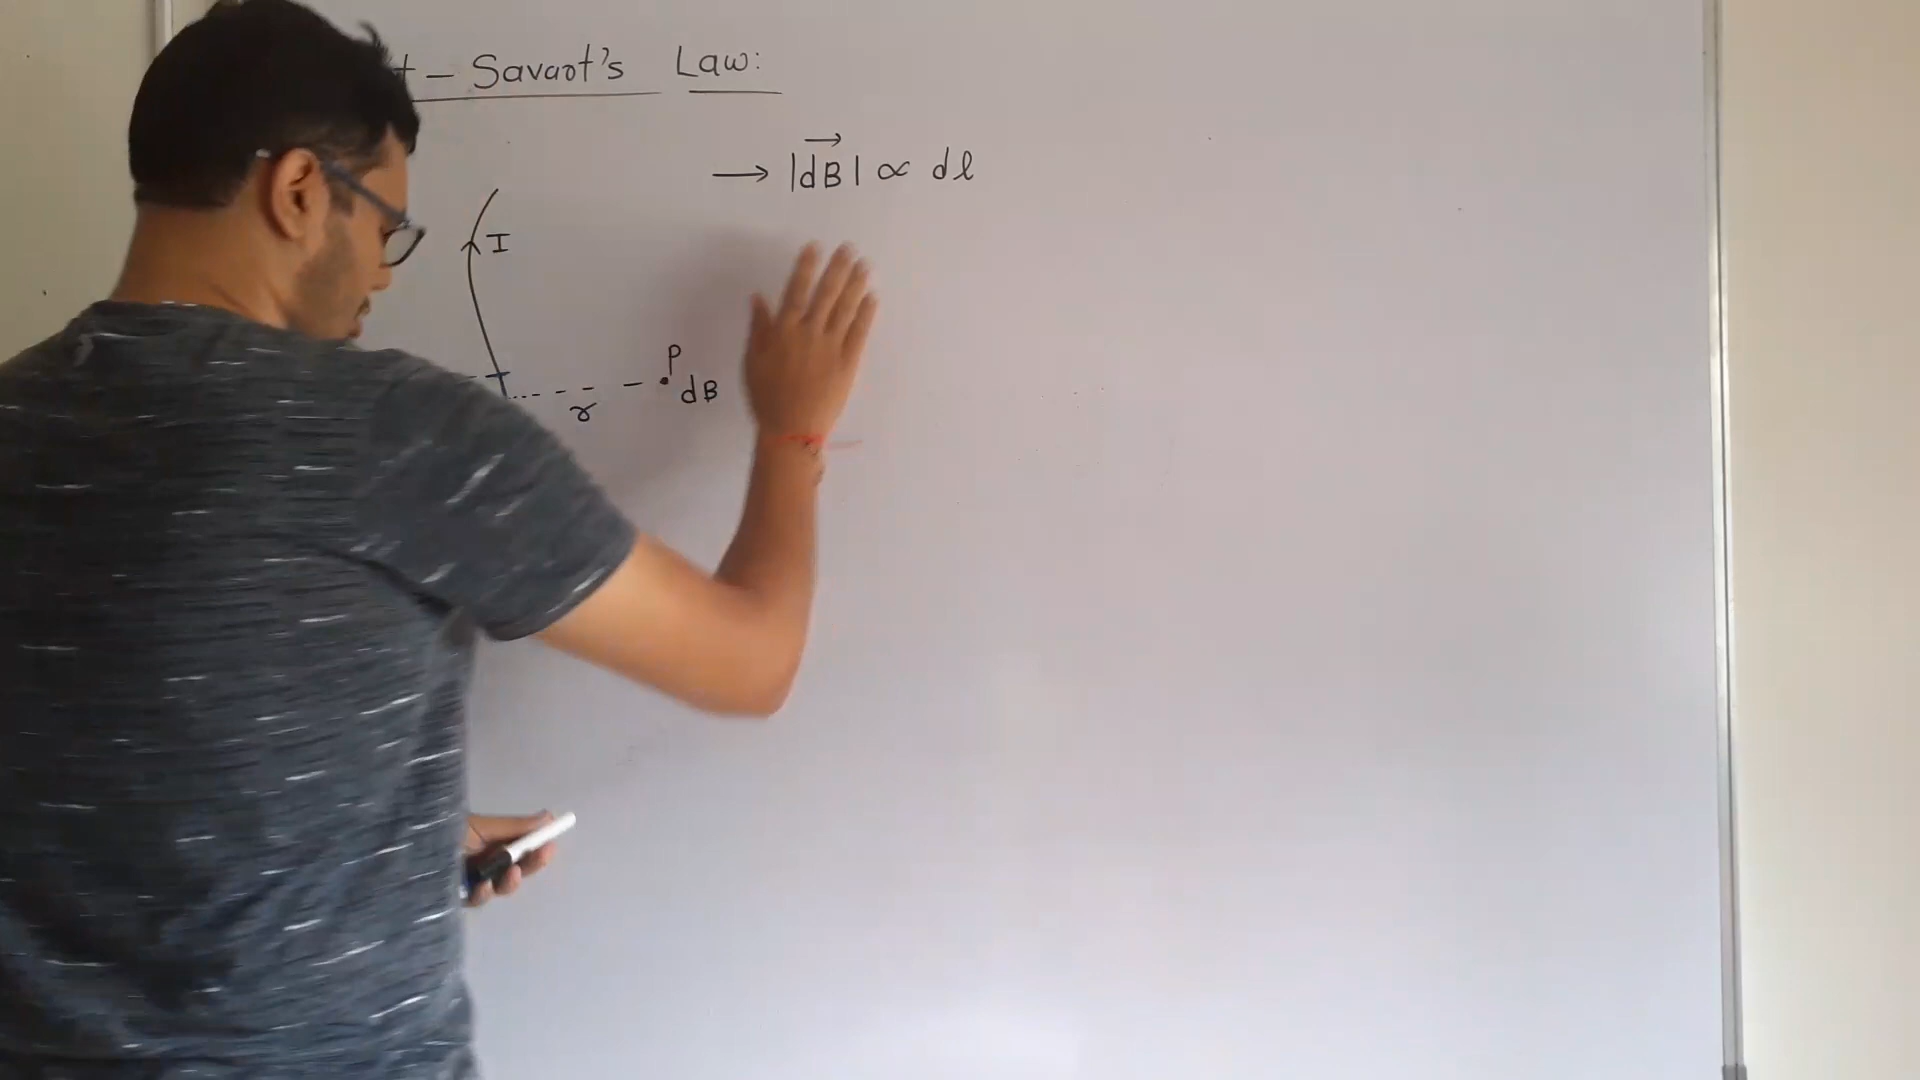 t - Savart's Law:
→ |dB⃗| ∝ dl
I
P
dB
r